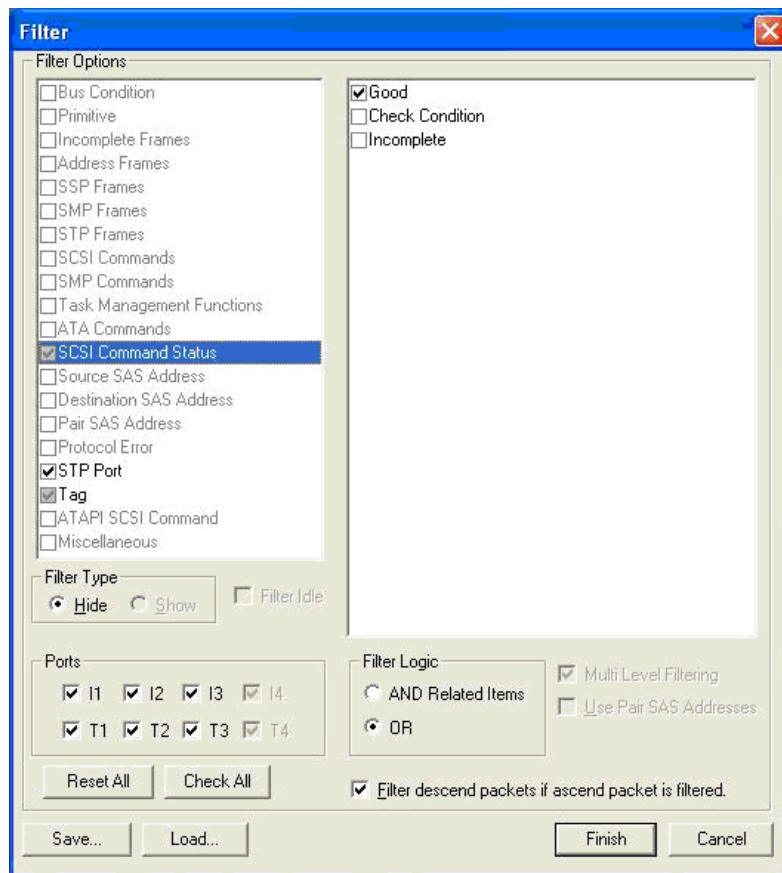 Filter
Filter Options
Bus Condition
Primitive
Incomplete Frames
Address Frames
SSP Frames
SMP Frames
STP Frames
SCSI Commands
SMP Commands
Task Management Functions
ATA Commands
SCSI Command Status
Source SAS Address
Destination SAS Address
Pair SAS Address
Protocol Error
STP Port
Tag
ATAPI SCSI Command
Miscellaneous
Good
Check Condition
Incomplete
Filter Type
Hide Show
Filter Idle
Ports
I1 I2 I3 I4
T1 T2 T3 T4
Filter Logic
AND Related Items
OR
Multi Level Filtering
Use Pair SAS Addresses
Reset All Check All
Filter descend packets if ascend packet is filtered.
Save... Load... Finish Cancel